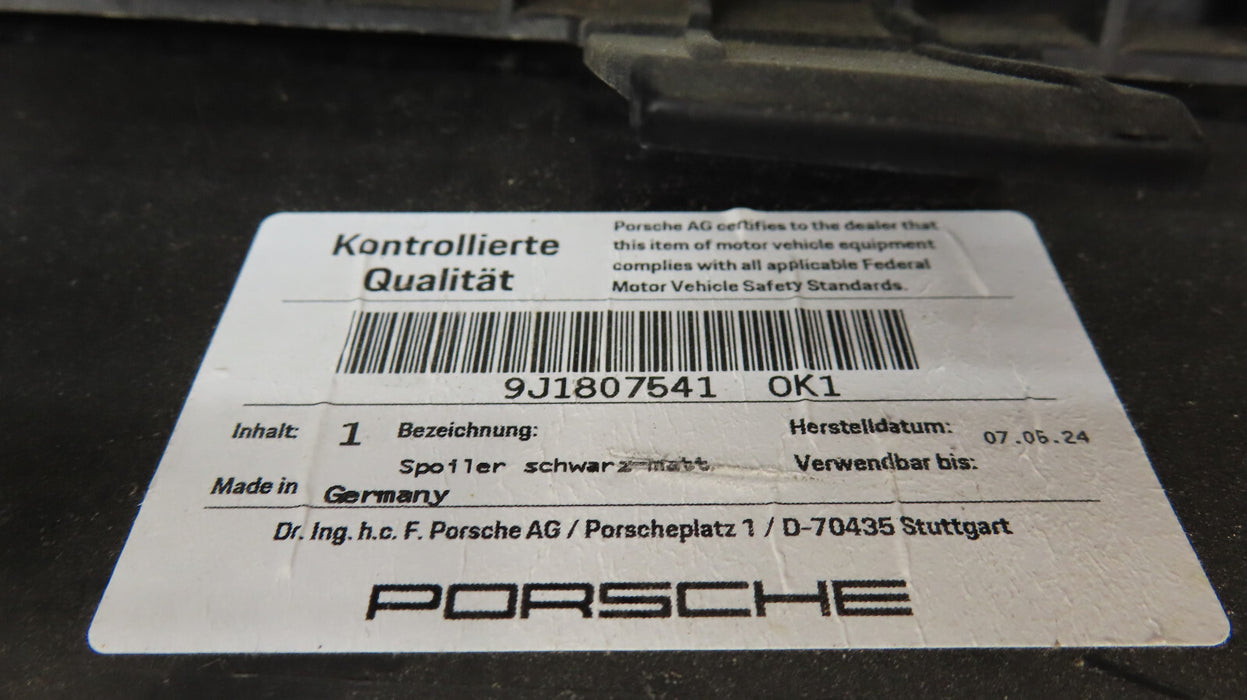 Kontrollierte
Qualität
Porsche AG certifies to the dealer that
this item of motor vehicle equipment
complies with all applicable Federal
Motor Vehicle Safety Standards.
9J1807541 OK1
Inhalt: 1 Bezeichnung:
Spoiler schwarz-matt
Herstelldatum: 07.06.24
Verwendbar bis:
Made in Germany
Dr. Ing. h.c. F. Porsche AG / Porscheplatz 1 / D-70435 Stuttgart
PORSCHE